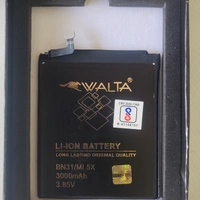 WALTA
LI-ION BATTERY
LONG LASTING ORIGINAL QUALITY
BN31/MI 5X
3000mAh
3.85V